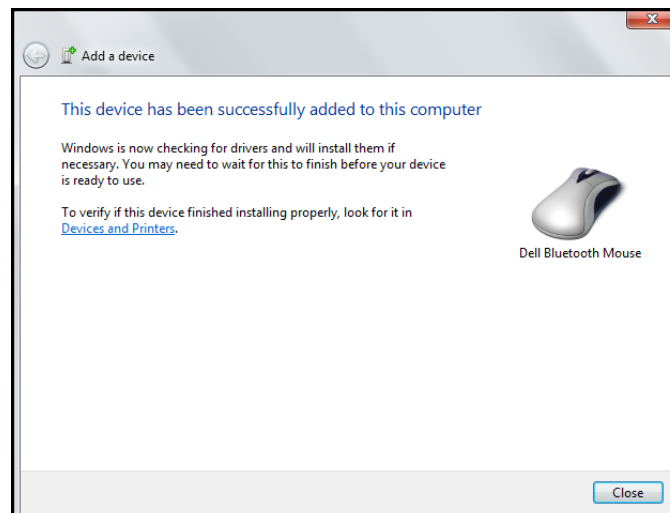 Add a device
This device has been successfully added to this computer
Windows is now checking for drivers and will install them if
necessary. You may need to wait for this to finish before your device
is ready to use.
To verify if this device finished installing properly, look for it in
Devices and Printers.
Dell Bluetooth Mouse
Close